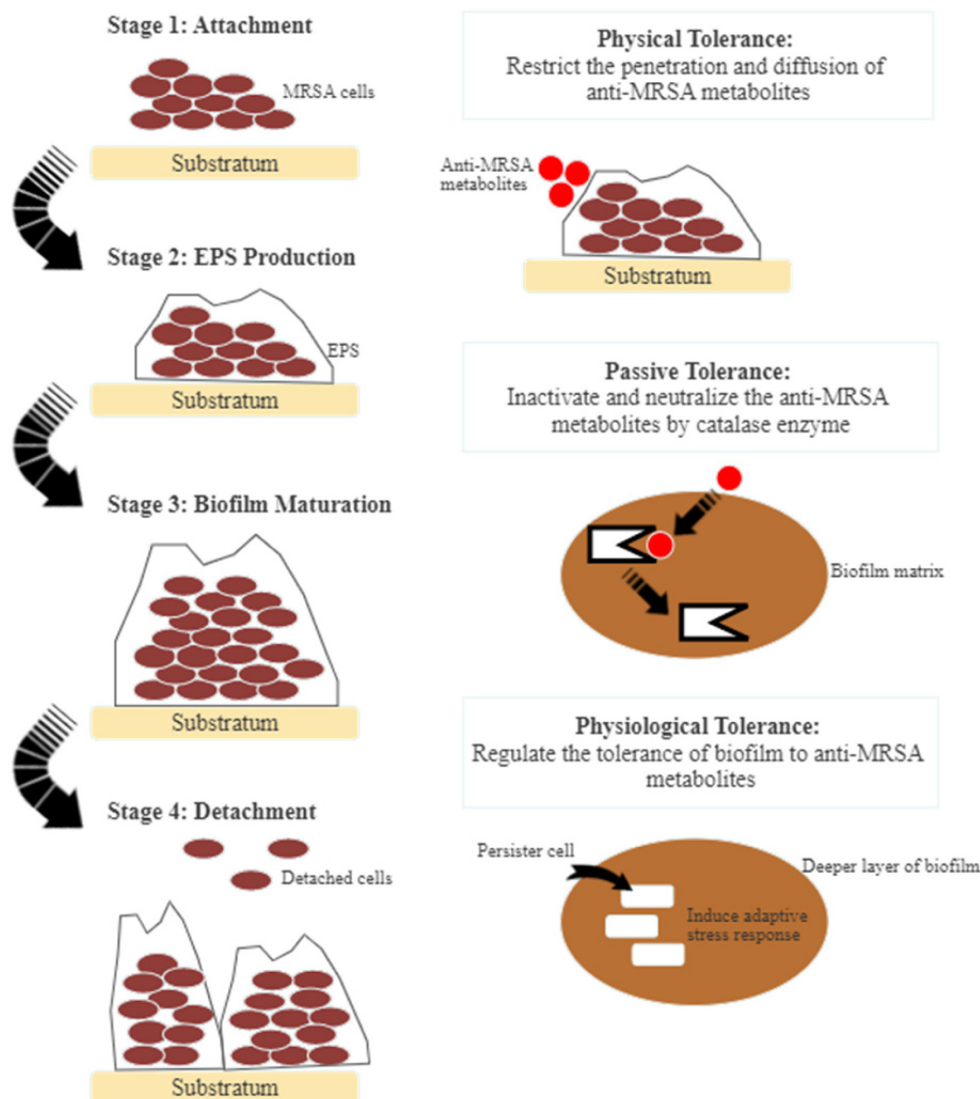 Stage 1: Attachment
MRSA cells
Substratum
Stage 2: EPS Production
EPS
Substratum
Stage 3: Biofilm Maturation
Substratum
Stage 4: Detachment
Detached cells
Substratum
Physical Tolerance:
Restrict the penetration and diffusion of
anti-MRSA metabolites
Anti-MRSA
metabolites
Substratum
Passive Tolerance:
Inactivate and neutralize the anti-MRSA
metabolites by catalase enzyme
Biofilm matrix
Physiological Tolerance:
Regulate the tolerance of biofilm to anti-MRSA
metabolites
Persister cell
Deeper layer of biofilm
Induce adaptive
stress response